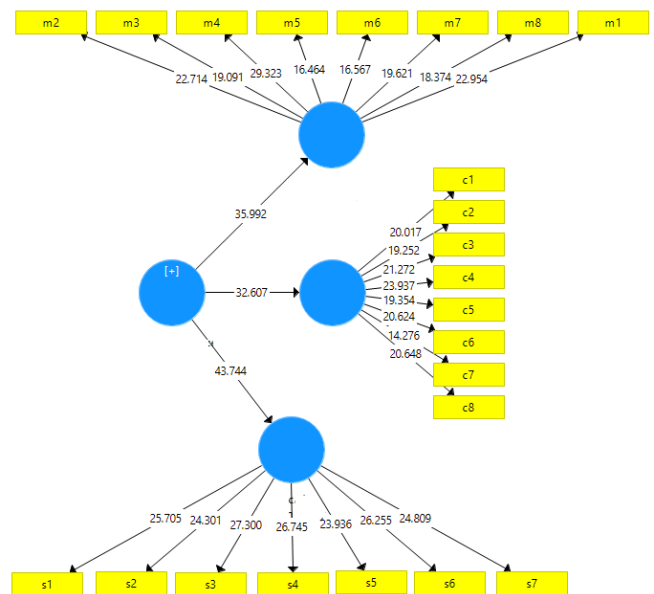 m2 m3 m4 m5 m6 m7 m8 m1
22.714 19.091 29.323 16.464 16.567 19.621 18.374 22.954
35.992
c1
c2
20.017
19.252
c3
21.272
[+]
c4
23.937
32.607
19.354
c5
20.624
14.276
c6
20.648
43.744
c7
c8
25.705 24.301 27.300 26.745 23.936 26.255 24.809
s1 s2 s3 s4 s5 s6 s7